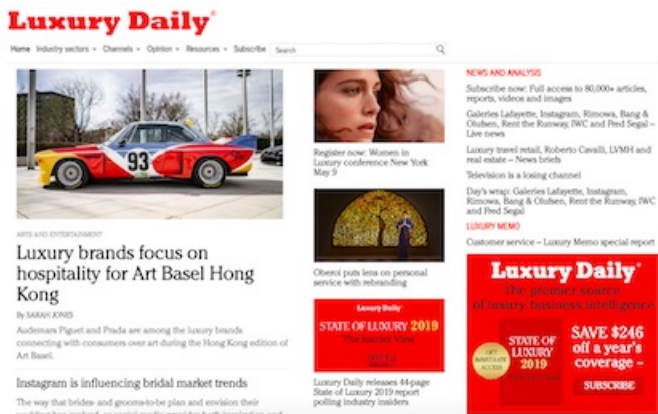 Luxury Daily®
Home Industry sectors Channels Opinion Resources Subscribe Search
93
ARTS AND ENTERTAINMENT
Luxury brands focus on
hospitality for Art Basel Hong
Kong
By SARAH JONES
Audemars Piguet and Prada are among the luxury brands
connecting with consumers over art during the Hong Kong edition of
Art Basel.
Instagram is influencing bridal market trends
The way that brides- and grooms-to-be plan and envision their
Register now: Women in
Luxury conference New York
May 9
Oberoi puts lens on personal
service with rebranding
Luxury Daily
STATE OF LUXURY 2019
The Insider View
Luxury Daily releases 44-page
State of Luxury 2019 report
polling industry insiders
NEWS AND ANALYSIS
Subscribe now: Full access to 80,000+ articles,
reports, videos and images
Galeries Lafayette, Instagram, Rimowa, Bang &
Olufsen, Rent the Runway, IWC and Fred Segal –
Live news
Luxury travel retail, Roberto Cavalli, LVMH and
real estate – News briefs
Television is a losing channel
Day's wrap: Galeries Lafayette, Instagram,
Rimowa, Bang & Olufsen, Rent the Runway, IWC
and Fred Segal
LUXURY MEMO
Customer service – Luxury Memo special report
Luxury Daily®
The premier source
of luxury business intelligence
GET IMMEDIATE ACCESS
STATE OF
LUXURY
2019
SAVE $246
off a year's
coverage –
SUBSCRIBE